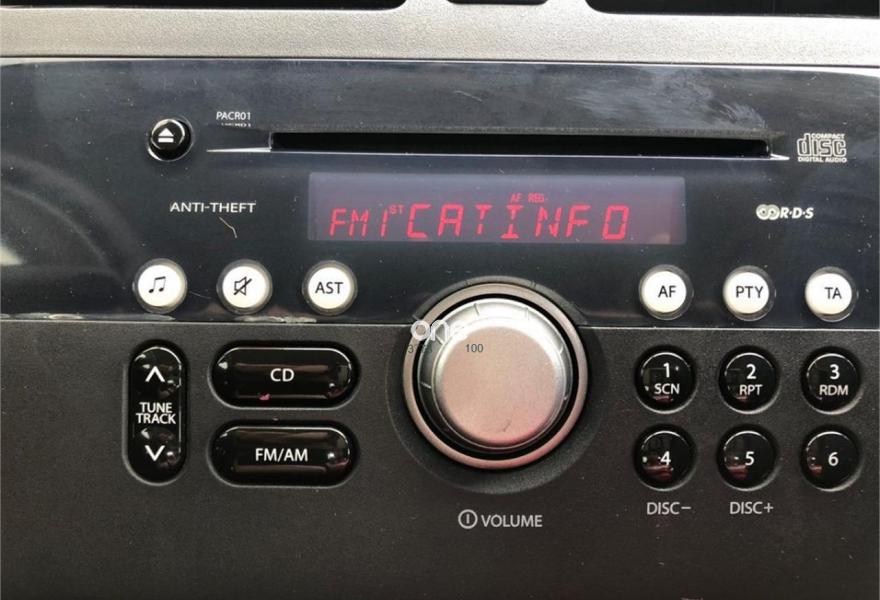 PACR01
COMPACT
disc
DIGITAL AUDIO
ANTI-THEFT
AF REG
FM1 ST CATINFO
R·D·S
AST
AF
PTY
TA
one
100
CD
1
SCN
2
RPT
3
RDM
TUNE
TRACK
FM/AM
4
5
6
DISC−
DISC+
VOLUME